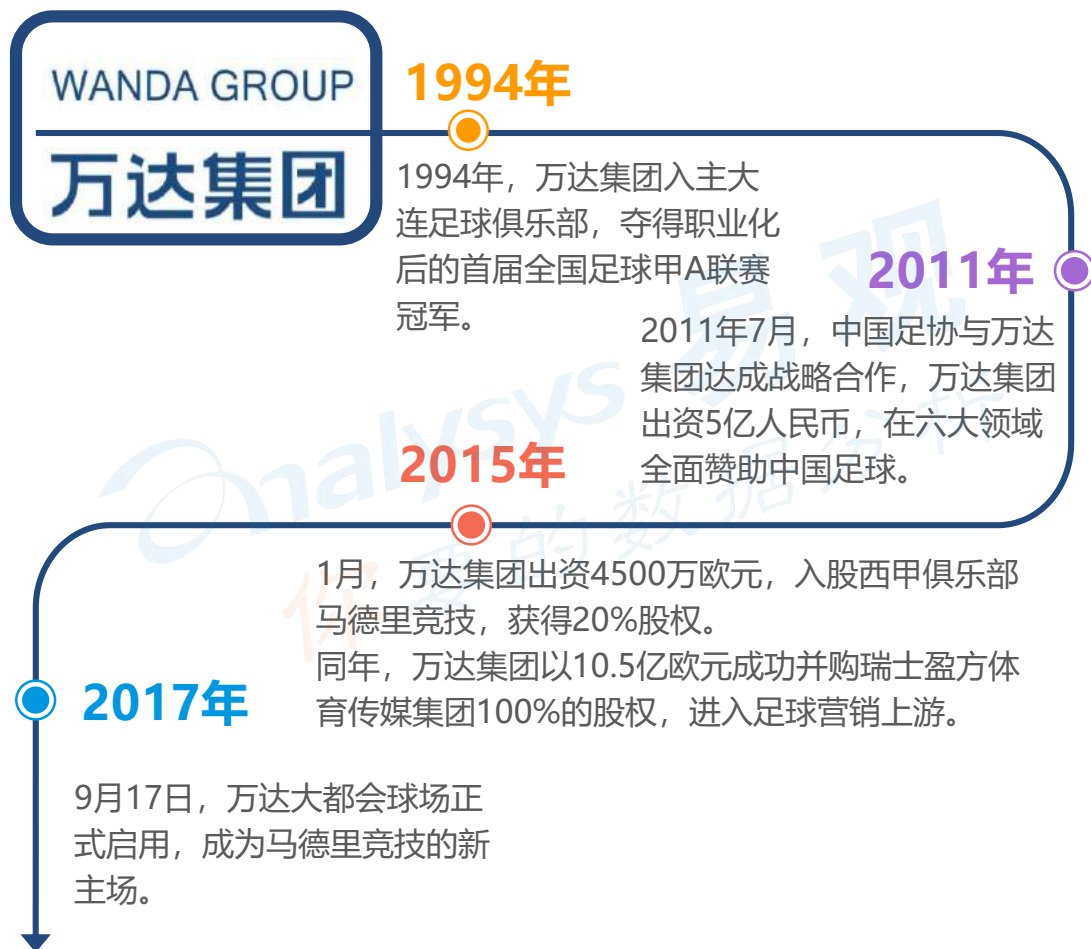 WANDA GROUP
万达集团
1994年
1994年，万达集团入主大
连足球俱乐部，夺得职业化
后的首届全国足球甲A联赛
冠军。
2011年
2011年7月，中国足协与万达
集团达成战略合作，万达集团
出资5亿人民币，在六大领域
全面赞助中国足球。
2015年
1月，万达集团出资4500万欧元，入股西甲俱乐部
马德里竞技，获得20%股权。
同年，万达集团以10.5亿欧元成功并购瑞士盈方体
育传媒集团100%的股权，进入足球营销上游。
2017年
9月17日，万达大都会球场正
式启用，成为马德里竞技的新
主场。
analysys 易观
你要的数据分析